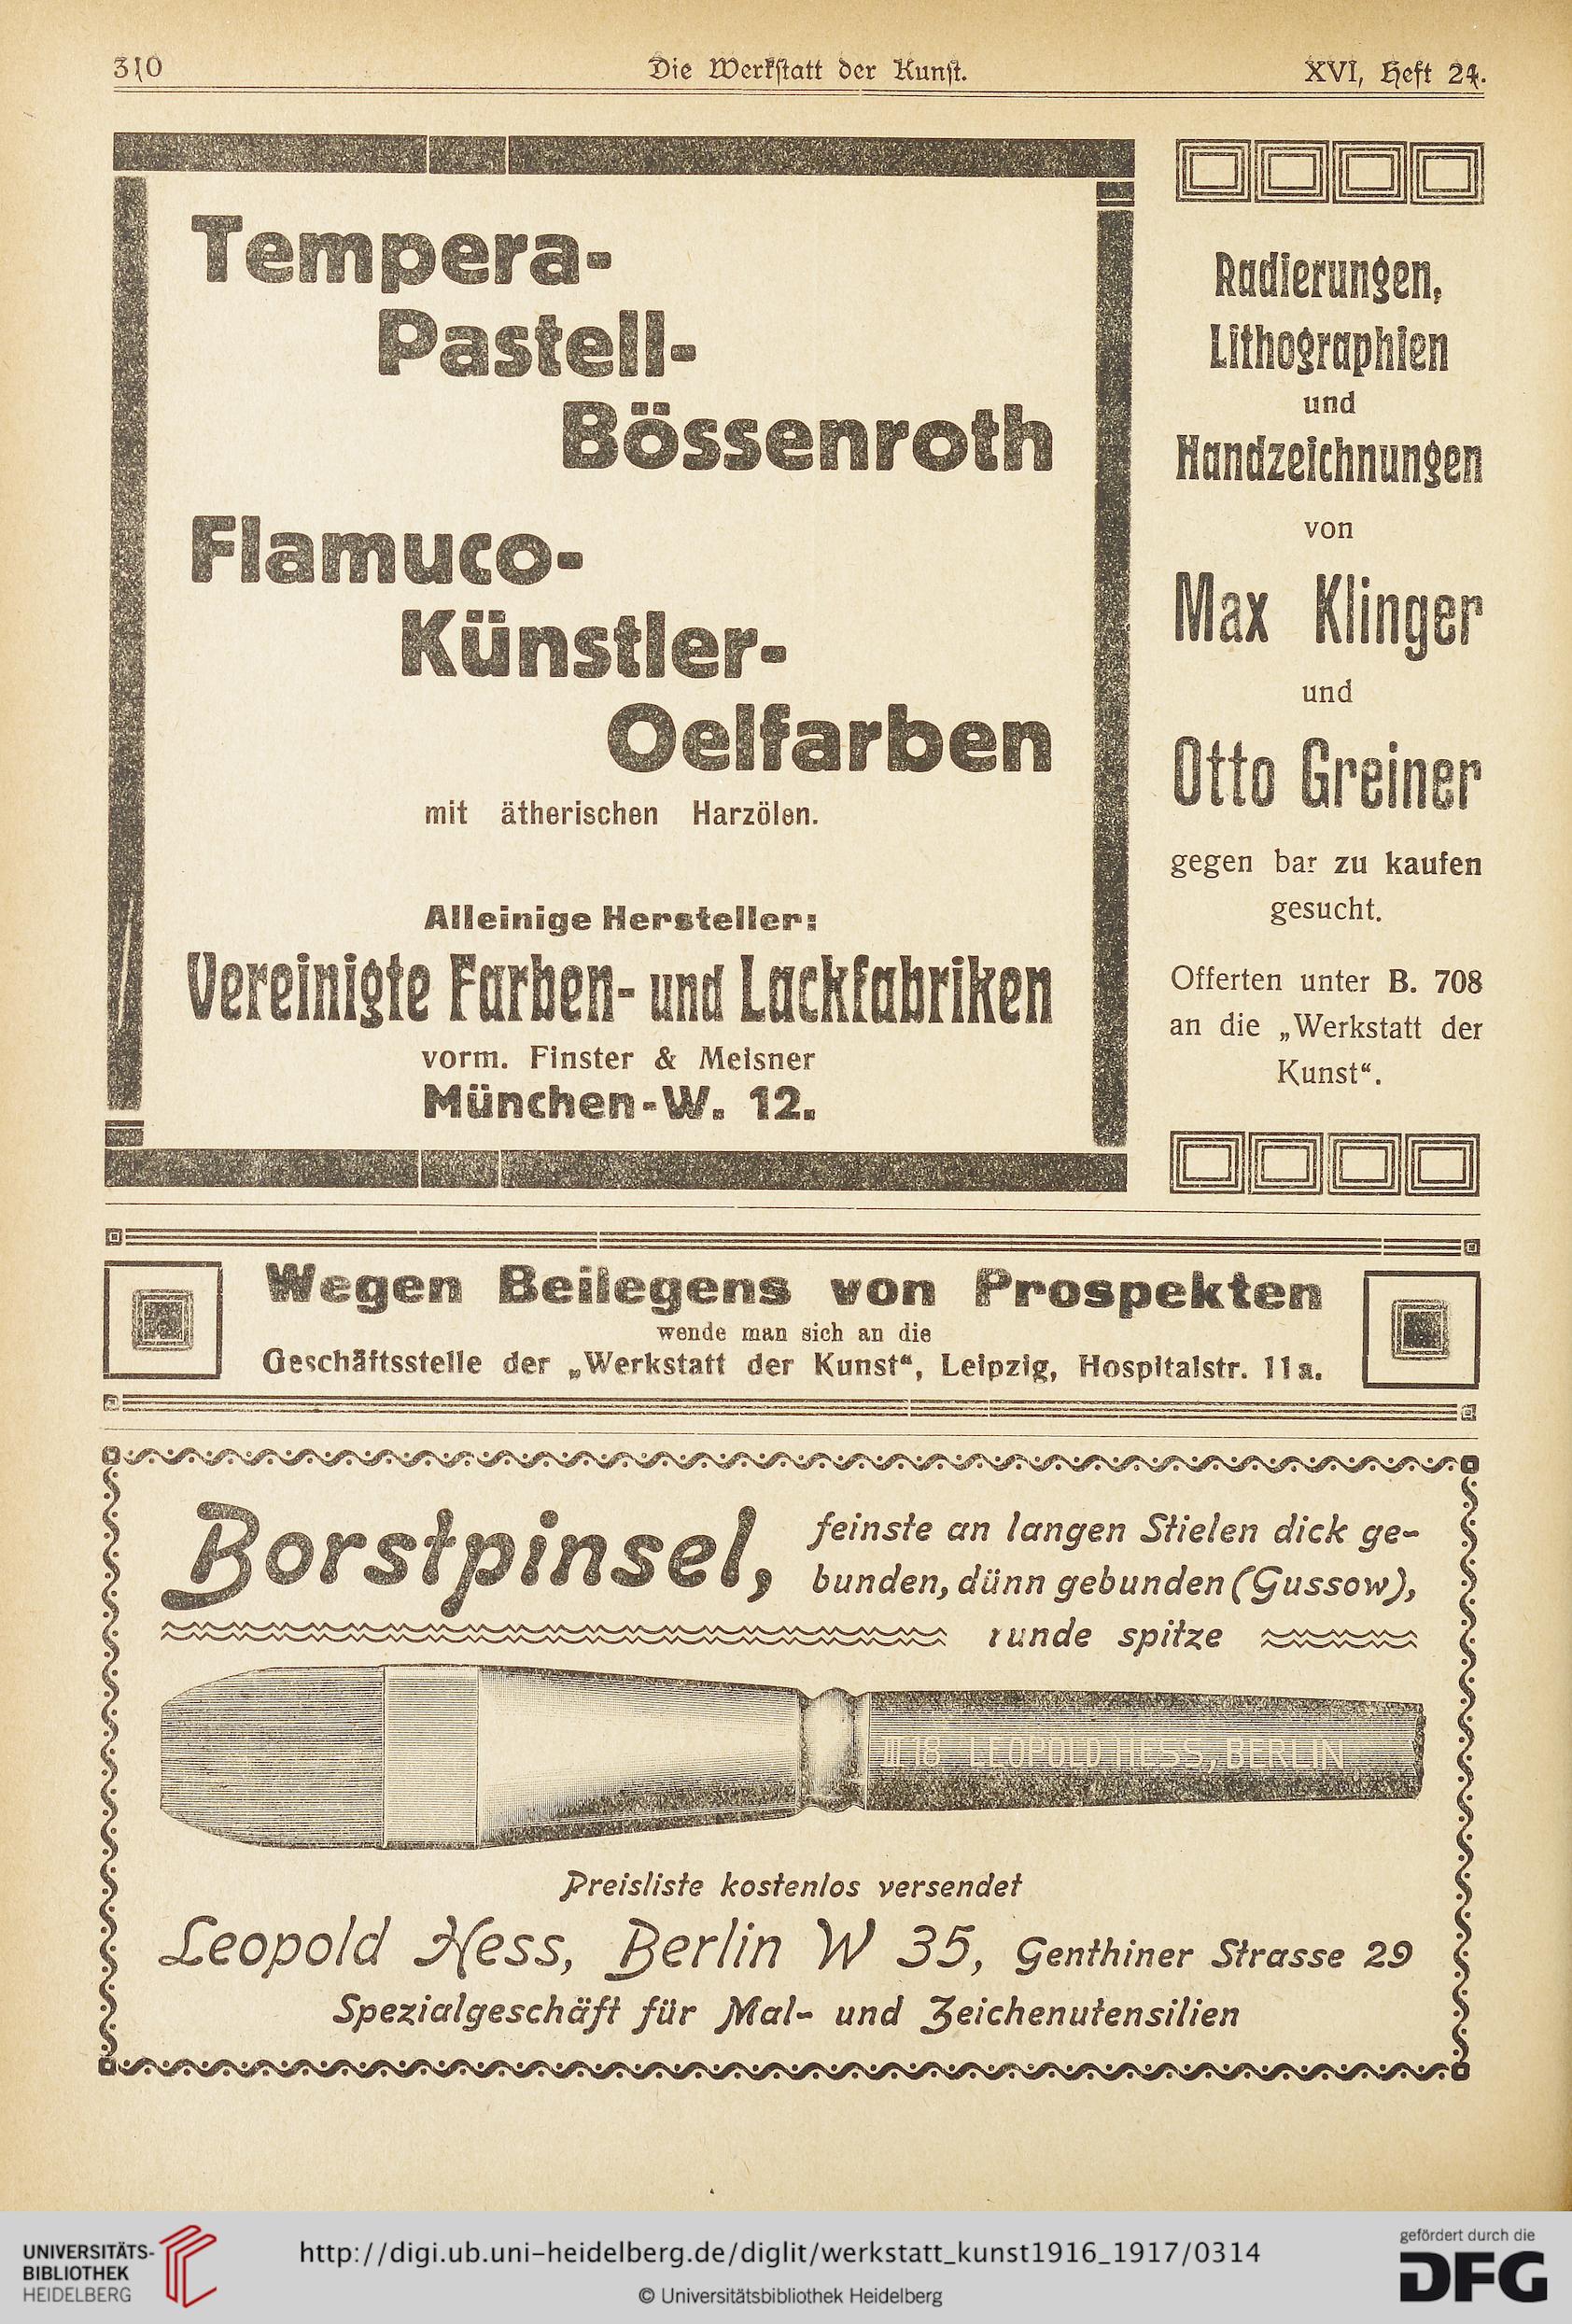 310
Die Werkstatt der Kunst.
XVI, Heft 24.
Tempera-
Pastell-
Bössenroth
Flamuco-
Künstler-
Oelfarben
mit ätherischen Harzölen.
Alleinige Hersteller:
Vereinigte Farben- und Lackfabriken
vorm. Finster & Meisner
München-W. 12.
Radierungen,
Lithographien
und
Handzeichnungen
von
Max Klinger
und
Otto Greiner
gegen bar zu kaufen
gesucht.
Offerten unter B. 708
an die „Werkstatt der
Kunst“.
Wegen Beilegens von Prospekten
wende man sich an die
Geschäftsstelle der „Werkstatt der Kunst“, Leipzig, Hospitalstr. 11a.
Borstpinsel,
feinste an langen Stielen dick ge-
bunden, dünn gebunden (Gussow),
runde spitze
III 18 LEOPOLD HESS, BERLIN
Preisliste kostenlos versendet
Leopold Hess, Berlin W 35, Genthiner Strasse 29
Spezialgeschäft für Mal- und Zeichenutensilien
UNIVERSITÄTS-
BIBLIOTHEK
HEIDELBERG
http://digi.ub.uni-heidelberg.de/diglit/werkstatt_kunst1916_1917/0314
© Universitätsbibliothek Heidelberg
gefördert durch die
DFG